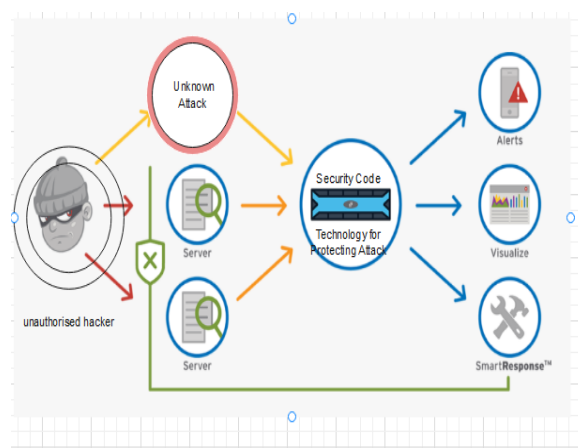 Unknown
Attack
Alerts
Security Code
Technology for
Protecting Attack
Server
Visualize
unauthorised hacker
Server
SmartResponse™